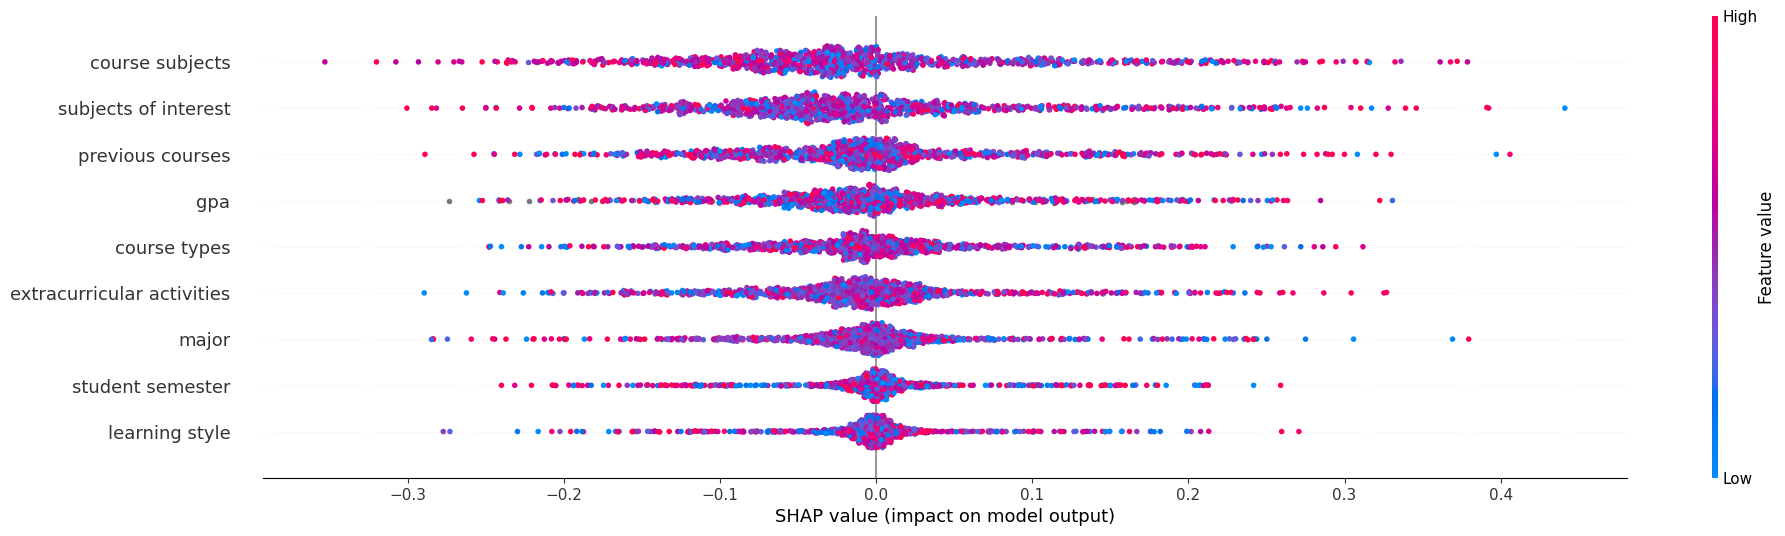 High
course subjects
subjects of interest
previous courses
gpa
course types
extracurricular activities
major
student semester
learning style
Feature value
Low
−0.3 −0.2 −0.1 0.0 0.1 0.2 0.3 0.4
SHAP value (impact on model output)